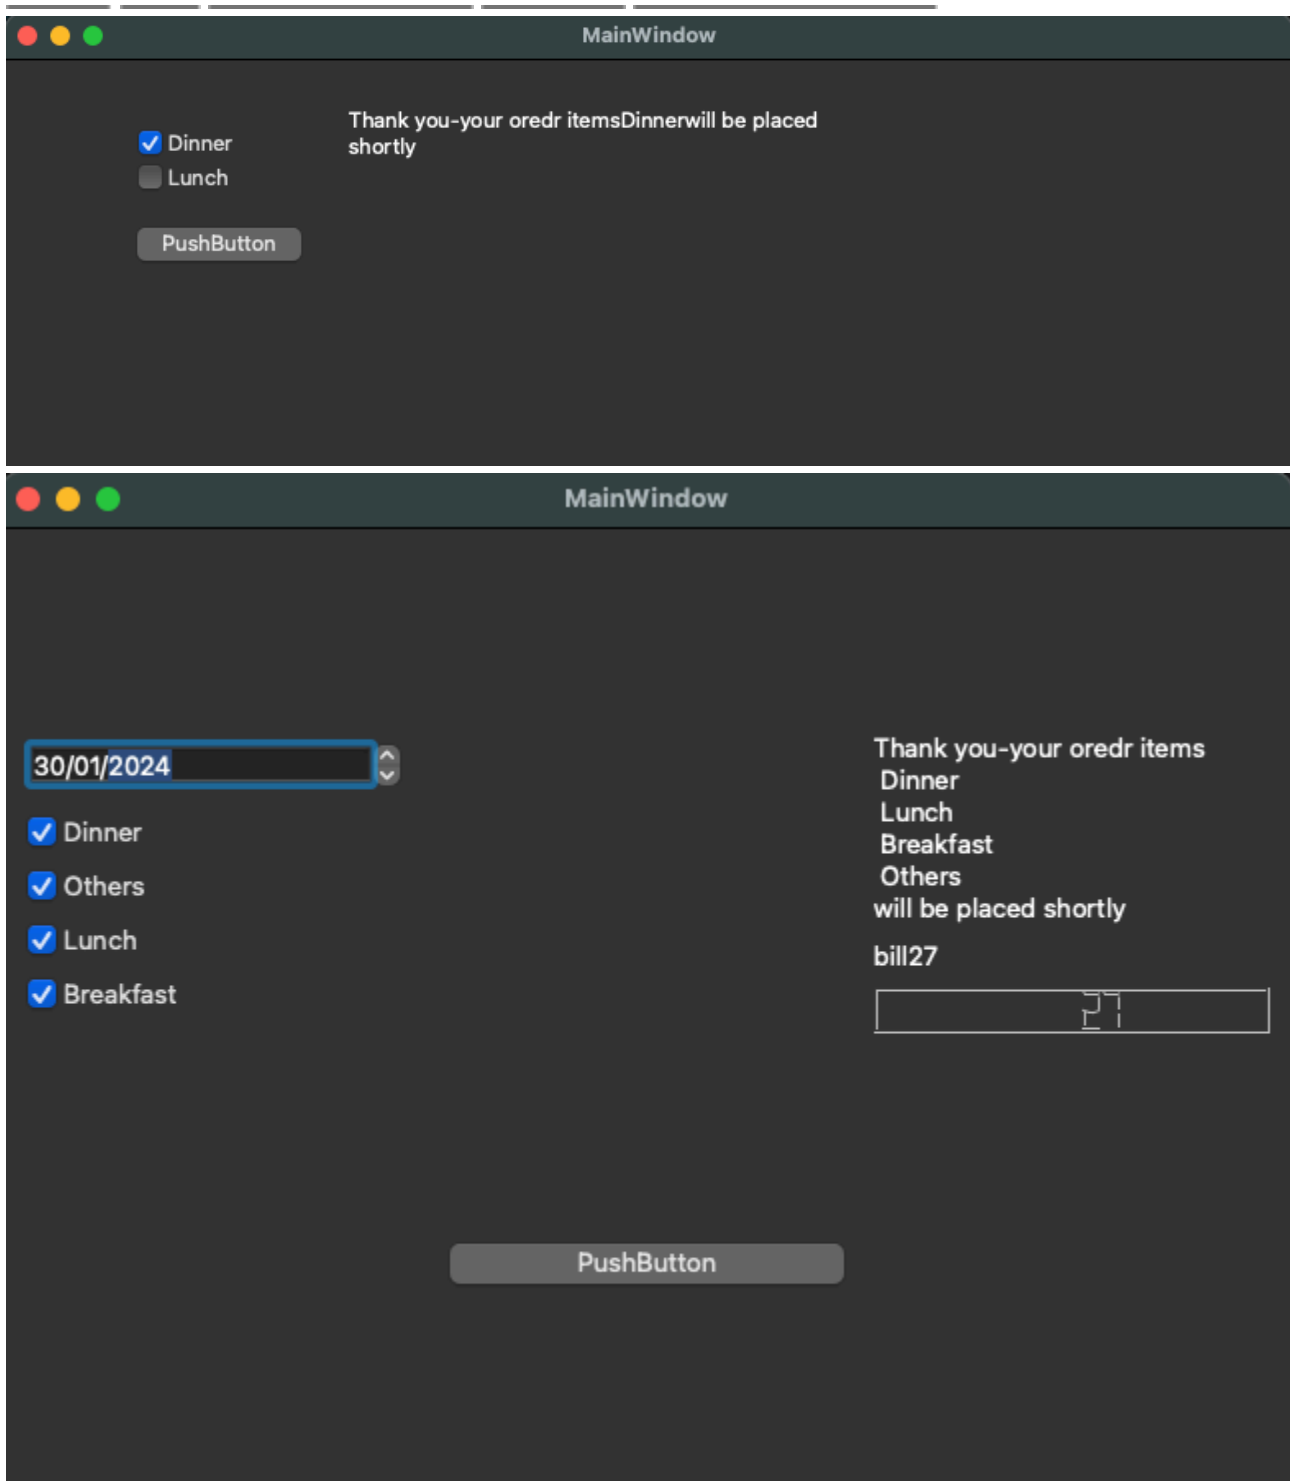 MainWindow
Dinner
Lunch
PushButton
Thank you-your oredr itemsDinnerwill be placed
shortly
MainWindow
30/01/2024
Dinner
Others
Lunch
Breakfast
Thank you-your oredr items
Dinner
Lunch
Breakfast
Others
will be placed shortly
bill27
27
PushButton